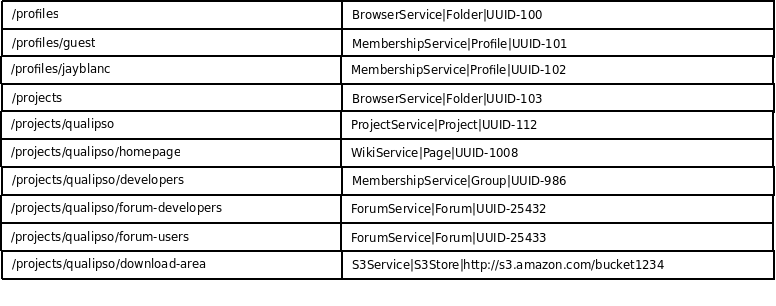 /profiles BrowserService|Folder|UUID-100
/profiles/guest MembershipService|Profile|UUID-101
/profiles/jayblanc MembershipService|Profile|UUID-102
/projects BrowserService|Folder|UUID-103
/projects/qualipso ProjectService|Project|UUID-112
/projects/qualipso/homepage WikiService|Page|UUID-1008
/projects/qualipso/developers MembershipService|Group|UUID-986
/projects/qualipso/forum-developers ForumService|Forum|UUID-25432
/projects/qualipso/forum-users ForumService|Forum|UUID-25433
/projects/qualipso/download-area S3Service|S3Store|http://s3.amazon.com/bucket1234